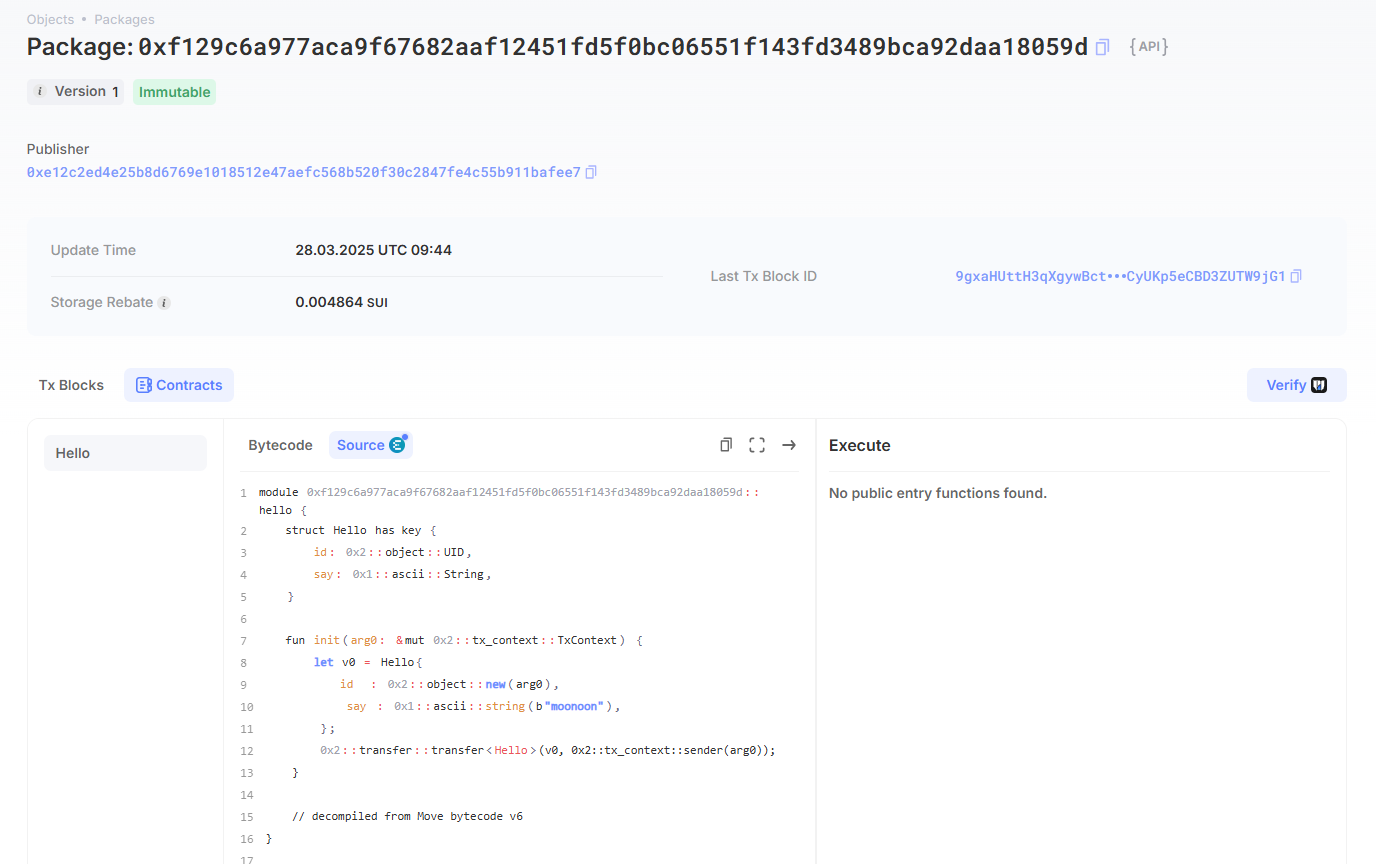 Objects • Packages
Package: 0xf129c6a977aca9f67682aaf12451fd5f0bc06551f143fd3489bca92daa18059d {API}
i Version 1 Immutable
Publisher
0xe12c2ed4e25b8d6769e1018512e47aefc568b520f30c2847fe4c55b911bafee7
Update Time 28.03.2025 UTC 09:44
Last Tx Block ID 9gxaHUttH3qXgywBct•••CyUKp5eCBD3ZUTW9jG1
Storage Rebate i 0.004864 SUI
Tx Blocks Contracts Verify
Hello
Bytecode Source
Execute
No public entry functions found.
1 module 0xf129c6a977aca9f67682aaf12451fd5f0bc06551f143fd3489bca92daa18059d::
hello {
2 struct Hello has key {
3 id: 0x2::object::UID,
4 say: 0x1::ascii::String,
5 }
6
7 fun init(arg0: &mut 0x2::tx_context::TxContext) {
8 let v0 = Hello{
9 id : 0x2::object::new(arg0),
10 say : 0x1::ascii::string(b"moonoon"),
11 };
12 0x2::transfer::transfer<Hello>(v0, 0x2::tx_context::sender(arg0));
13 }
14
15 // decompiled from Move bytecode v6
16 }
17